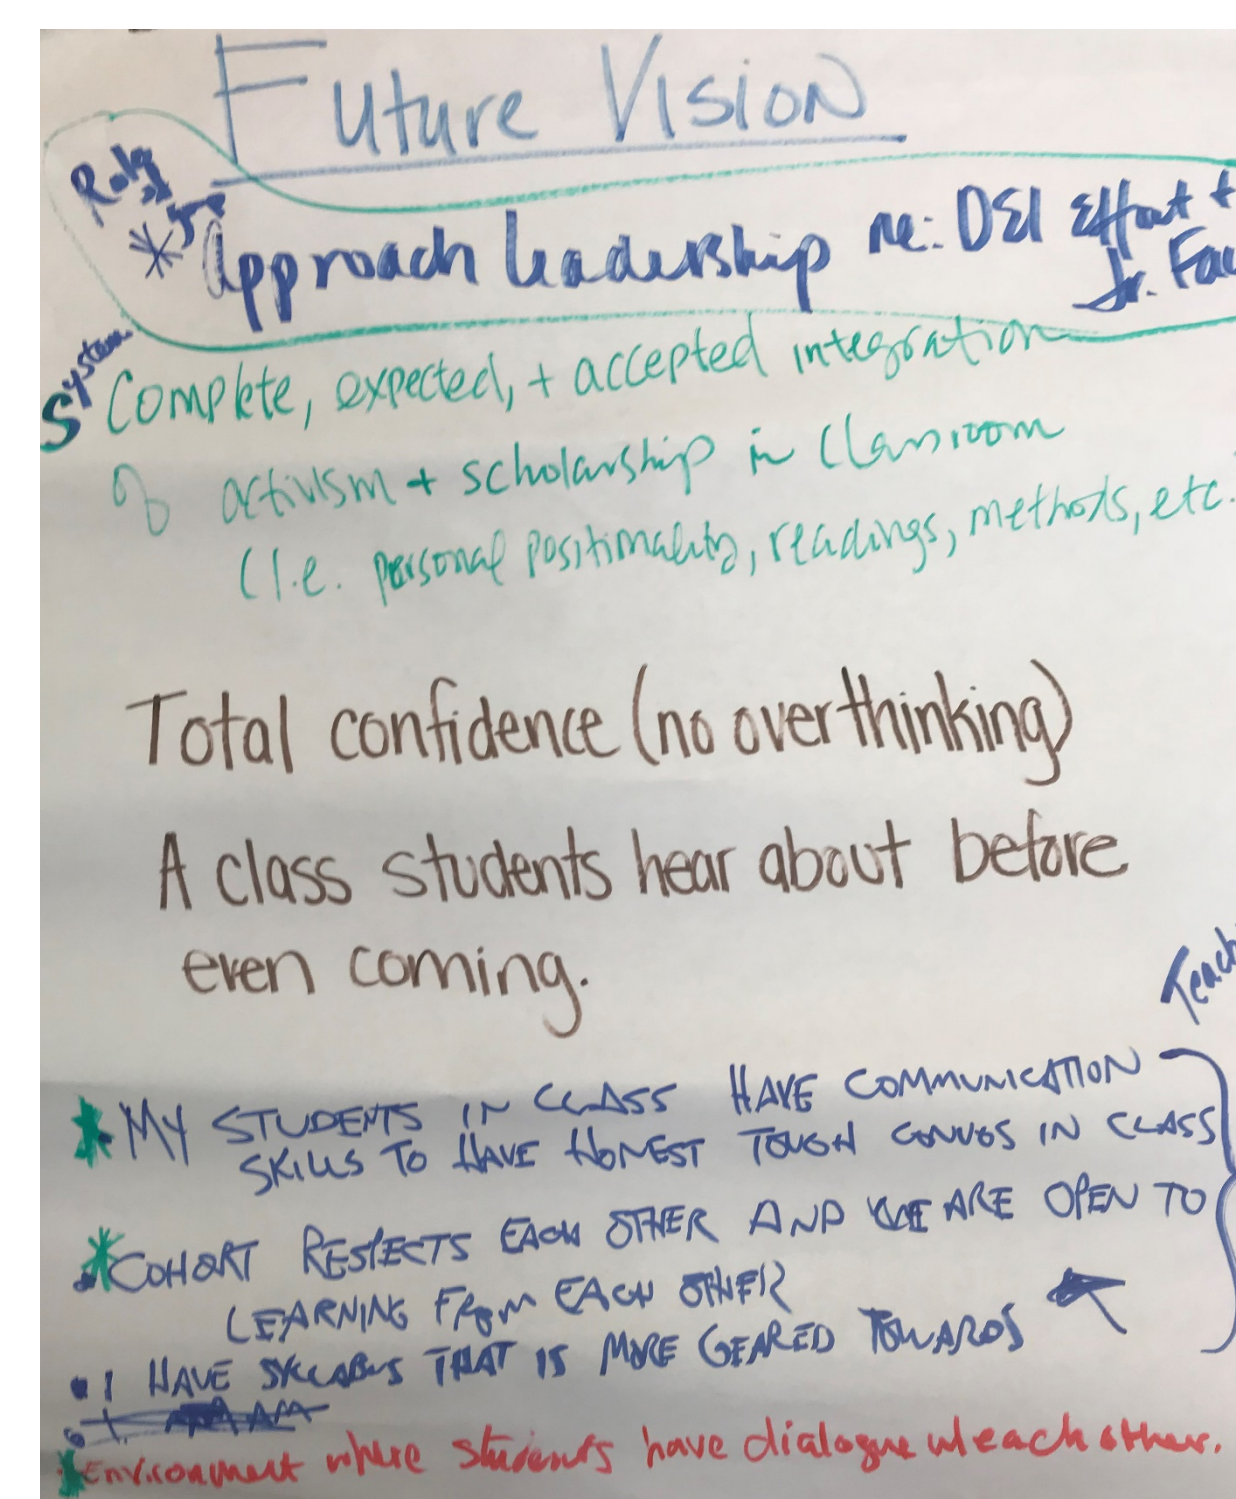 Future Vision
Role
* Approach leadership re: DEI Effort +
Jr. Fac
System
Complete, expected, + accepted integration
of activism + scholarship in classroom
(I.e. personal positionality, readings, methods, etc.
Total confidence (no overthinking)
A class students hear about before
even coming.
Teach
* MY STUDENTS IN CLASS HAVE COMMUNICATION
SKILLS TO HAVE HONEST TOUGH CONVOS IN CLASS
* COHORT RESPECTS EACH OTHER AND WE ARE OPEN TO
LEARNING FROM EACH OTHER
• I HAVE SYLLABUS THAT IS MORE GEARED TOWARDS
* Environment where students have dialogue w/ each other.